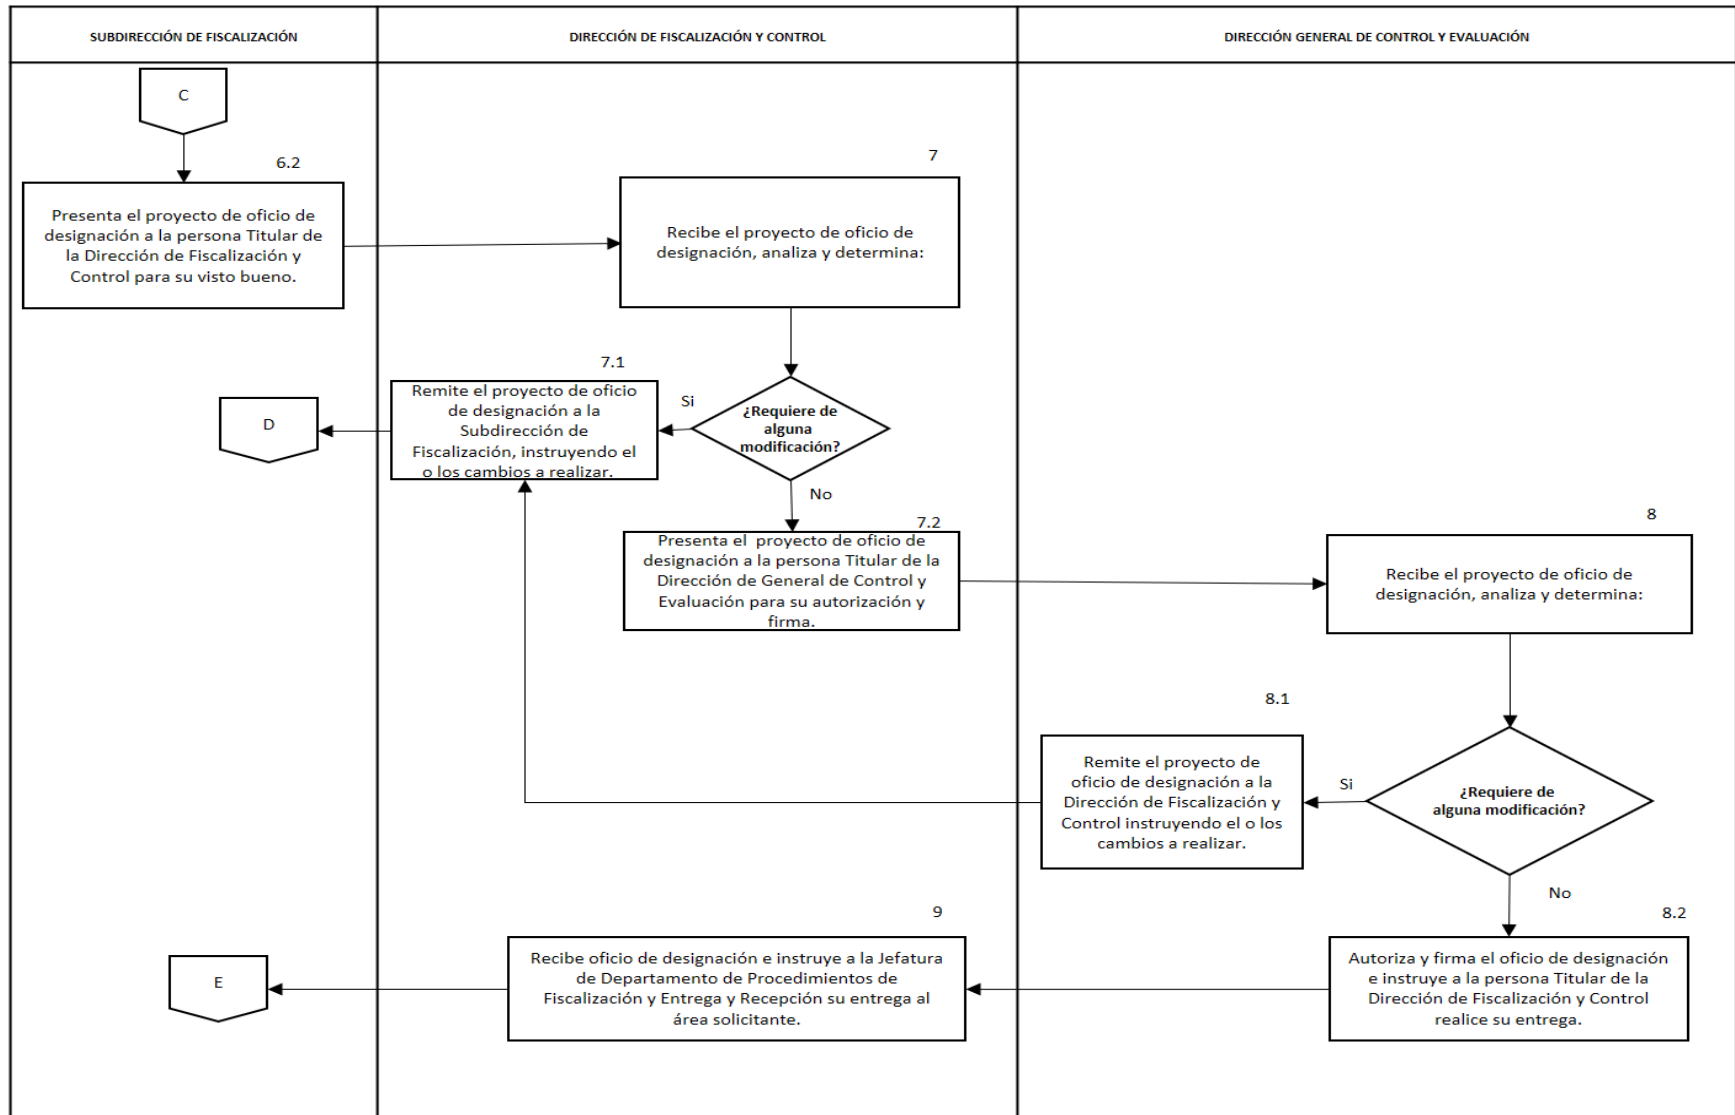 SUBDIRECCIÓN DE FISCALIZACIÓN
DIRECCIÓN DE FISCALIZACIÓN Y CONTROL
DIRECCIÓN GENERAL DE CONTROL Y EVALUACIÓN
C
6.2
Presenta el proyecto de oficio de
designación a la persona Titular de
la Dirección de Fiscalización y
Control para su visto bueno.
7
Recibe el proyecto de oficio de
designación, analiza y determina:
¿Requiere de
alguna
modificación?
Si
7.1
Remite el proyecto de oficio
de designación a la
Subdirección de
Fiscalización, instruyendo el
o los cambios a realizar.
D
No
7.2
Presenta el  proyecto de oficio de
designación a la persona Titular de la
Dirección de General de Control y
Evaluación para su autorización y
firma.
8
Recibe el proyecto de oficio de
designación, analiza y determina:
¿Requiere de
alguna modificación?
Si
8.1
Remite el proyecto de
oficio de designación a la
Dirección de Fiscalización y
Control instruyendo el o los
cambios a realizar.
No
8.2
Autoriza y firma el oficio de designación
e instruye a la persona Titular de la
Dirección de Fiscalización y Control
realice su entrega.
9
Recibe oficio de designación e instruye a la Jefatura
de Departamento de Procedimientos de
Fiscalización y Entrega y Recepción su entrega al
área solicitante.
E